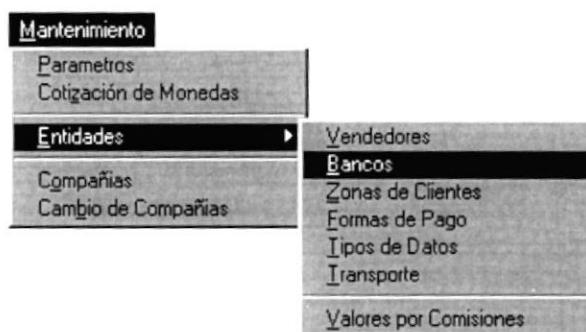 Mantenimiento
Parametros
Cotización de Monedas
Entidades
Compañias
Cambio de Compañias
Vendedores
Bancos
Zonas de Clientes
Formas de Pago
Tipos de Datos
Transporte
Valores por Comisiones